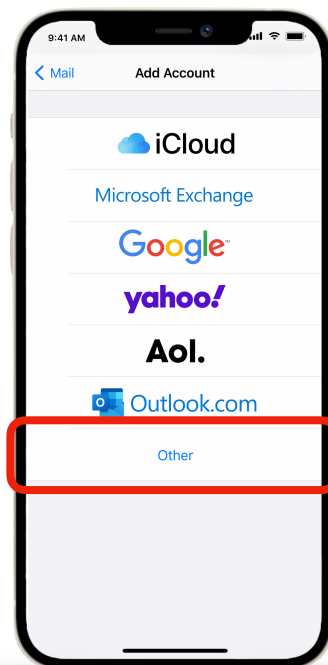 9:41 AM
Mail
Add Account
iCloud
Microsoft Exchange
Google
yahoo!
Aol.
Outlook.com
Other